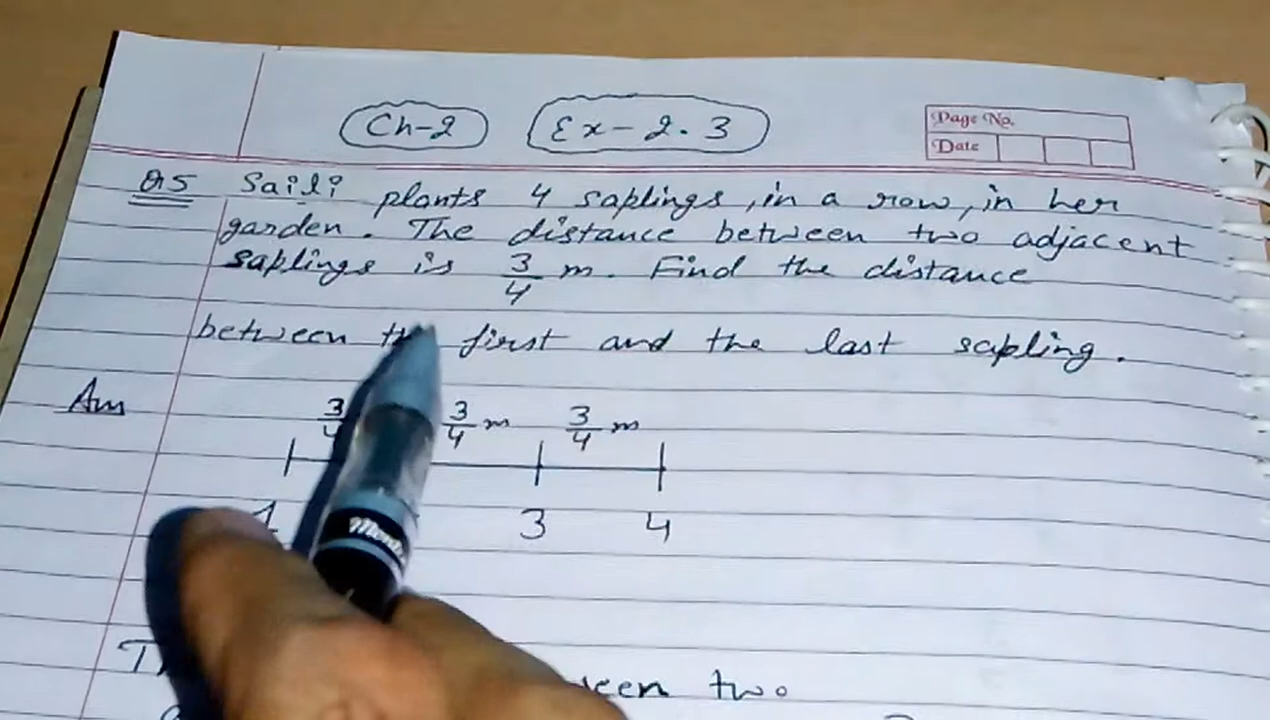 Ch-2 Ex-2.3
Page No.
Date
Q5 Saili plants 4 saplings, in a row, in her
garden. The distance between two adjacent
saplings is 3/4 m. Find the distance
between the first and the last sapling.
Ans
3/4 m 3/4 m
1 3 4
two